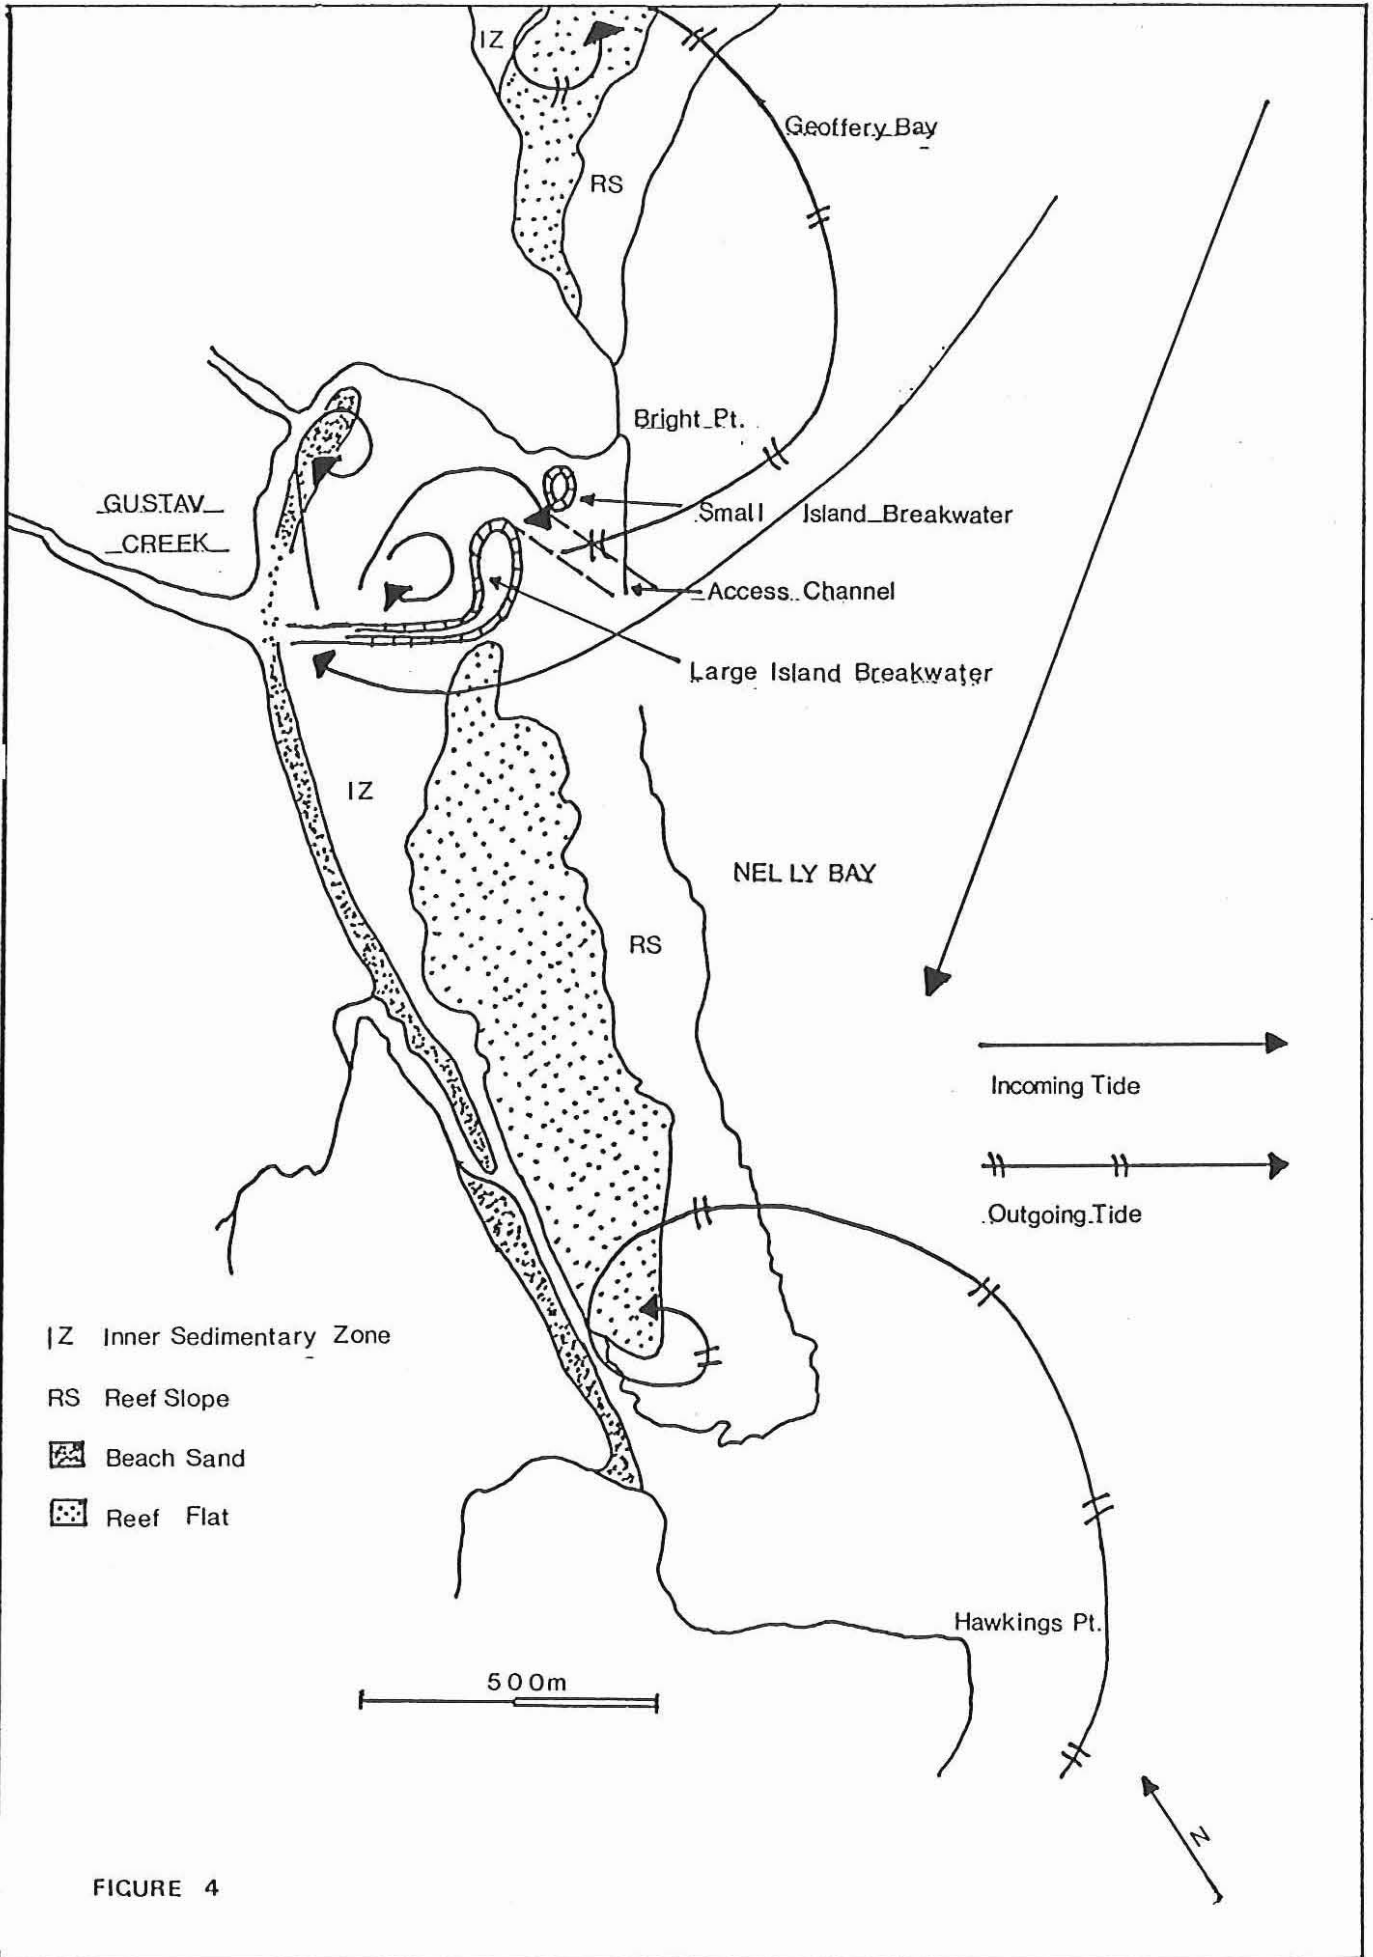 IZ
Geoffery Bay
RS
Bright Pt.
GUSTAV
CREEK
Small Island Breakwater
Access Channel
Large Island Breakwater
IZ
NELLY BAY
RS
Incoming Tide
Outgoing Tide
IZ Inner Sedimentary Zone
RS Reef Slope
Beach Sand
Reef Flat
Hawkings Pt.
500m
N
FIGURE 4